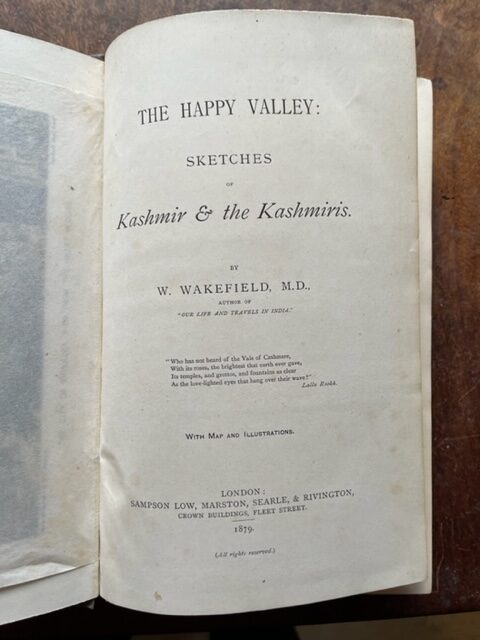 THE HAPPY VALLEY:
SKETCHES
OF
Kashmir & the Kashmiris.
BY
W. WAKEFIELD, M.D.,
AUTHOR OF
"OUR LIFE AND TRAVELS IN INDIA."
"Who has not heard of the Vale of Cashmere,
With its roses, the brightest that earth ever gave,
Its temples, and grottos, and fountains as clear
As the love-lighted eyes that hang over their wave?"
Lalla Rookh.
WITH MAP AND ILLUSTRATIONS.
LONDON:
SAMPSON LOW, MARSTON, SEARLE, & RIVINGTON,
CROWN BUILDINGS, FLEET STREET.
1879.
(All rights reserved.)